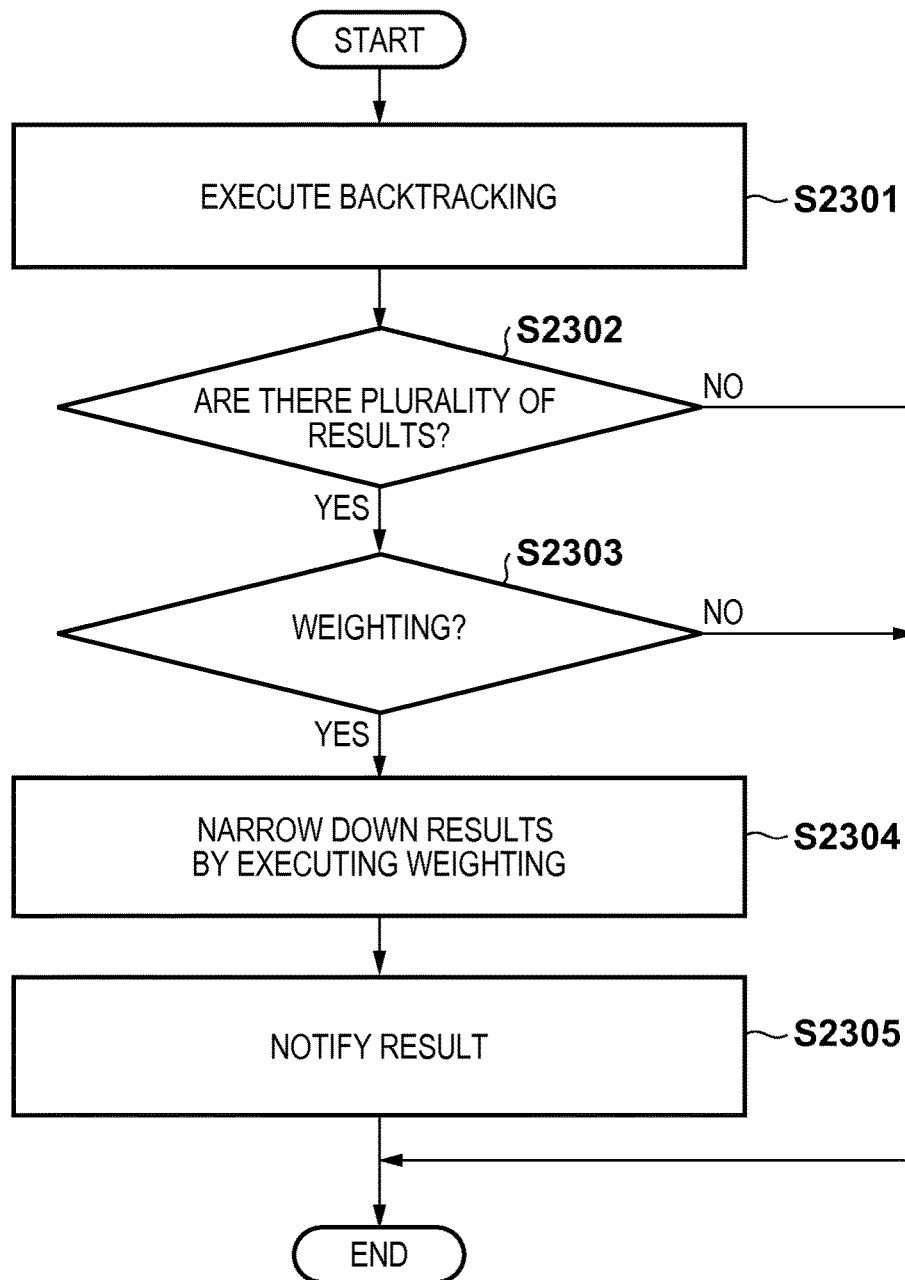 START
EXECUTE BACKTRACKING
S2301
S2302
ARE THERE PLURALITY OF
RESULTS?
NO
YES
S2303
WEIGHTING?
NO
YES
NARROW DOWN RESULTS
BY EXECUTING WEIGHTING
S2304
NOTIFY RESULT
S2305
END